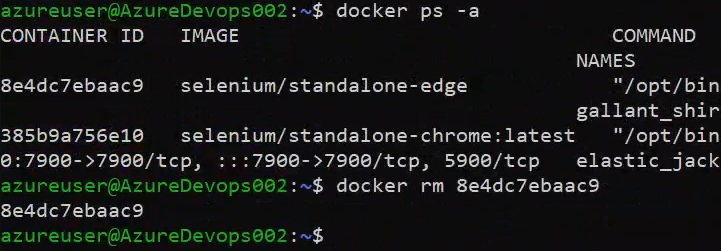 azureuser@AzureDevops002:~$ docker ps -a
CONTAINER ID   IMAGE                               COMMAND
NAMES
8e4dc7ebaac9   selenium/standalone-edge            "/opt/bin
gallant_shir
385b9a756e10   selenium/standalone-chrome:latest   "/opt/bin
0:7900->7900/tcp, :::7900->7900/tcp, 5900/tcp   elastic_jack
azureuser@AzureDevops002:~$ docker rm 8e4dc7ebaac9
8e4dc7ebaac9
azureuser@AzureDevops002:~$